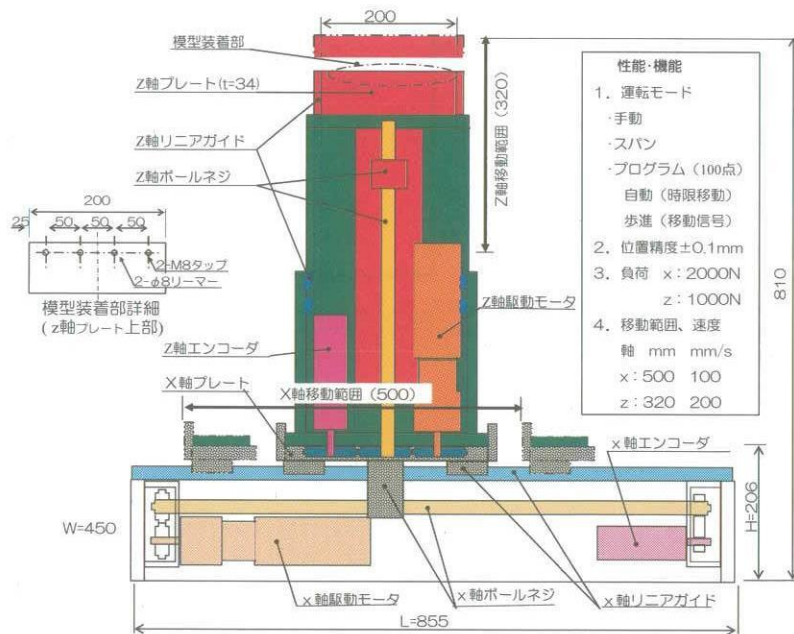 200
模型装着部
Z軸プレート(t=34)
Z軸リニアガイド
Z軸ボールネジ
Z軸移動範囲(320)
200
25
50
50
50
2-M8タップ
2-φ8リーマー
模型装着部詳細
(z軸プレート上部)
Z軸駆動モータ
Z軸エンコーダ
X軸プレート
X軸移動範囲(500)
x軸エンコーダ
性能・機能
1. 運転モード
・手動
・スパン
・プログラム(100点)
自動(時限移動)
歩進(移動信号)
2. 位置精度±0.1mm
3. 負荷 x:2000N
z:1000N
4. 移動範囲、速度
軸 mm mm/s
x:500 100
z:320 200
810
H=206
W=450
x軸駆動モータ
x軸ボールネジ
x軸リニアガイド
L=855